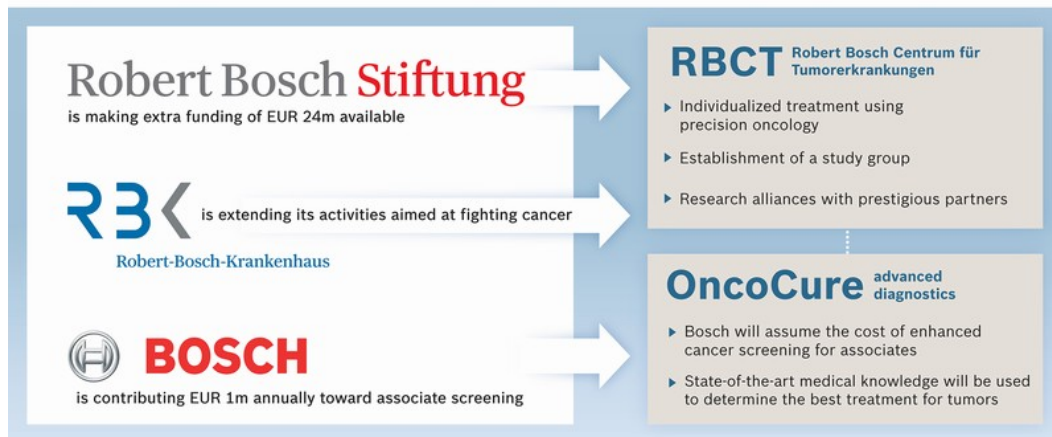 Robert Bosch Stiftung
is making extra funding of EUR 24m available
RBK
is extending its activities aimed at fighting cancer
Robert-Bosch-Krankenhaus
BOSCH
is contributing EUR 1m annually toward associate screening
RBCT
Robert Bosch Centrum für
Tumorerkrankungen
Individualized treatment using
precision oncology
Establishment of a study group
Research alliances with prestigious partners
OncoCure
advanced
diagnostics
Bosch will assume the cost of enhanced
cancer screening for associates
State-of-the-art medical knowledge will be used
to determine the best treatment for tumors